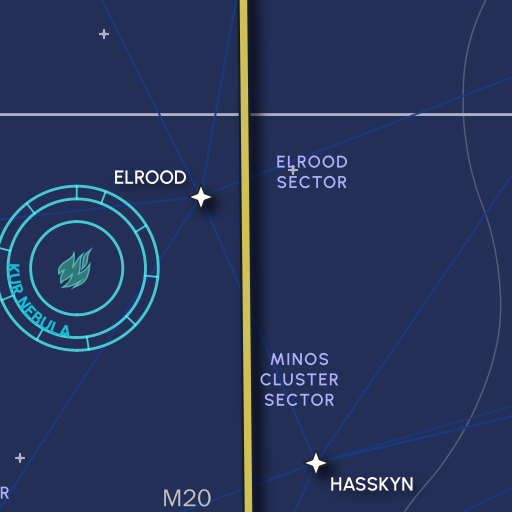 ELROOD
ELROOD
SECTOR
KUR NEBULA
MINOS
CLUSTER
SECTOR
HASSKYN
R
M20